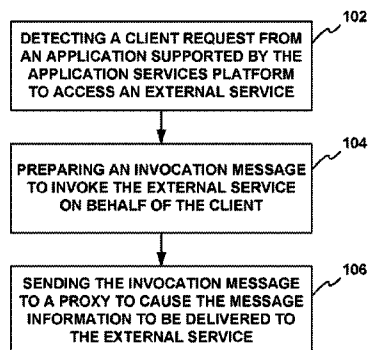 102
DETECTING A CLIENT REQUEST FROM
AN APPLICATION SUPPORTED BY THE
APPLICATION SERVICES PLATFORM
TO ACCESS AN EXTERNAL SERVICE
104
PREPARING AN INVOCATION MESSAGE
TO INVOKE THE EXTERNAL SERVICE
ON BEHALF OF THE CLIENT
106
SENDING THE INVOCATION MESSAGE
TO A PROXY TO CAUSE THE MESSAGE
INFORMATION TO BE DELIVERED TO
THE EXTERNAL SERVICE